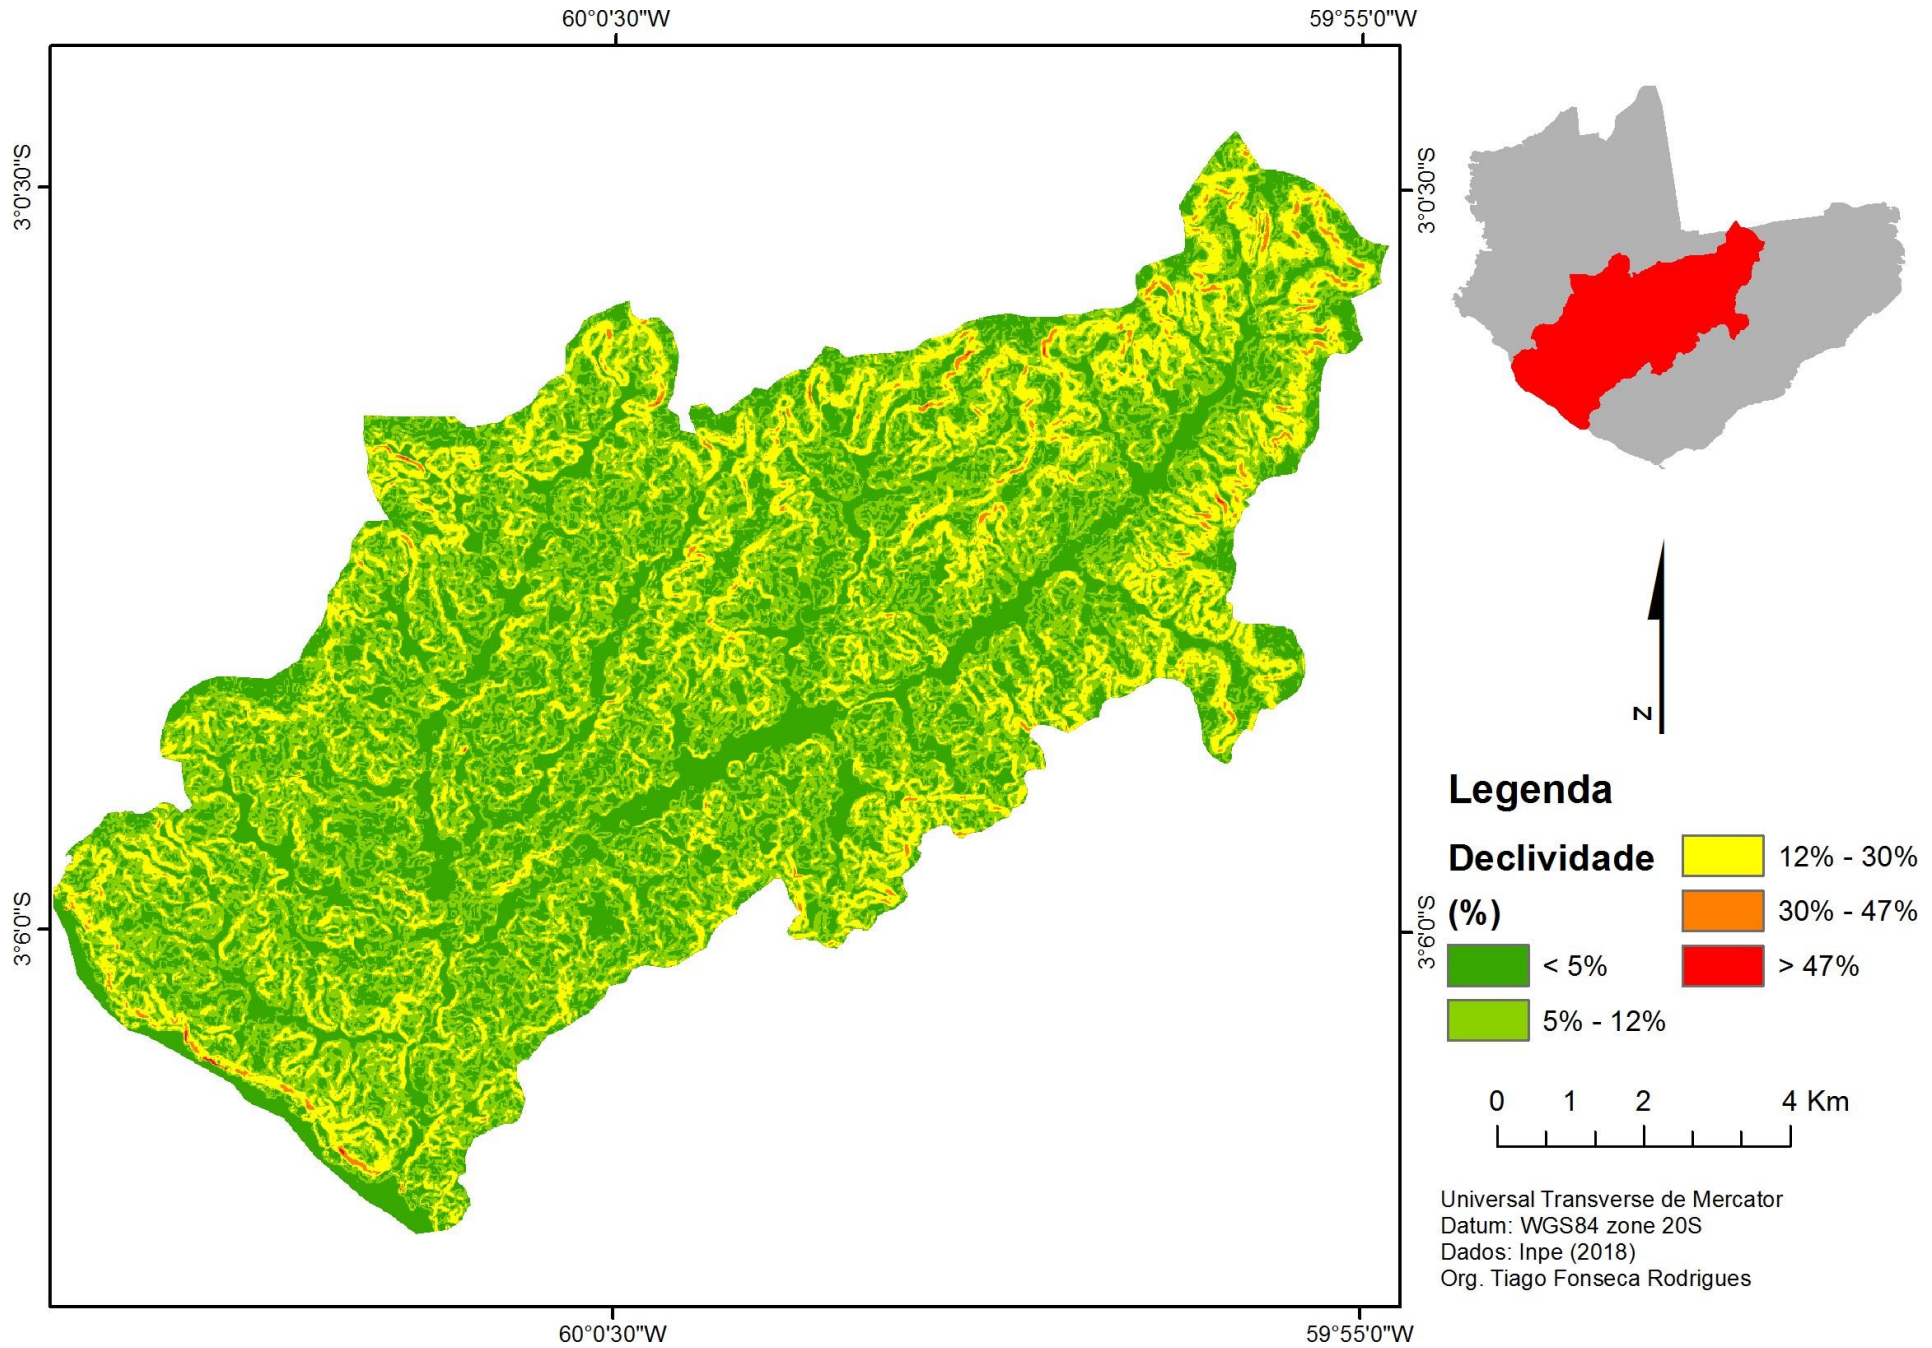 60°0'30"W
59°55'0"W
3°0'30"S
3°0'30"S
3°6'0"S
3°6'0"S
60°0'30"W
59°55'0"W
N
Legenda
Declividade
(%)
< 5%
5% - 12%
12% - 30%
30% - 47%
> 47%
0 1 2 4 Km
Universal Transverse de Mercator
Datum: WGS84 zone 20S
Dados: Inpe (2018)
Org. Tiago Fonseca Rodrigues